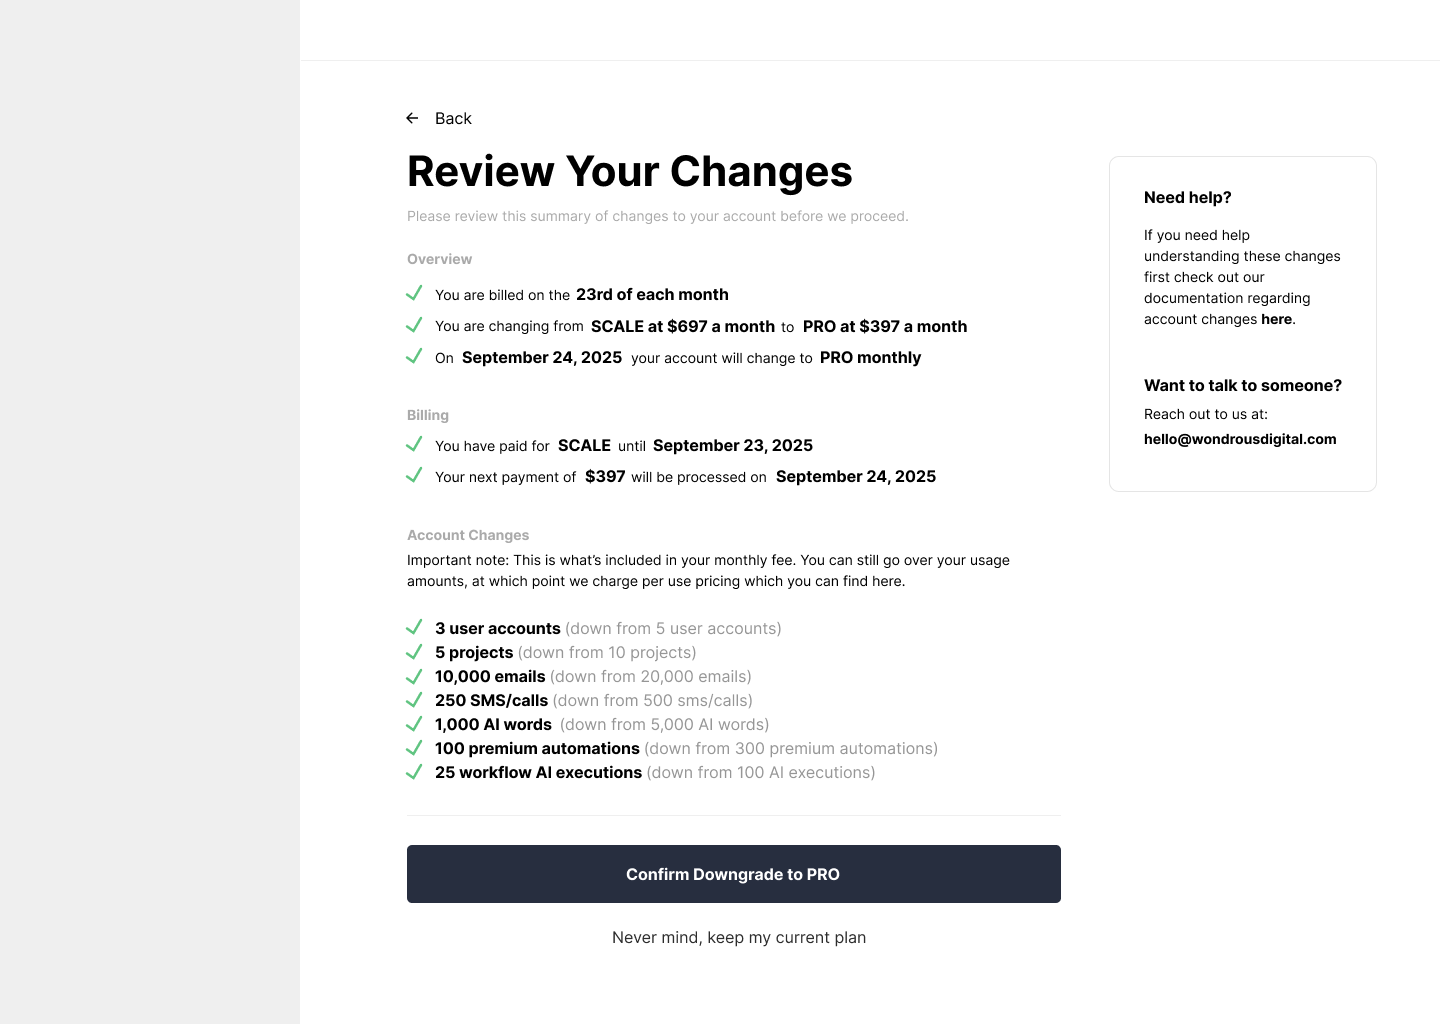 Back
Review Your Changes
Please review this summary of changes to your account before we proceed.
Overview
You are billed on the 23rd of each month
You are changing from SCALE at $697 a month to PRO at $397 a month
On September 24, 2025 your account will change to PRO monthly
Billing
You have paid for SCALE until September 23, 2025
Your next payment of $397 will be processed on September 24, 2025
Account Changes
Important note: This is what’s included in your monthly fee. You can still go over your usage
amounts, at which point we charge per use pricing which you can find here.
3 user accounts (down from 5 user accounts)
5 projects (down from 10 projects)
10,000 emails (down from 20,000 emails)
250 SMS/calls (down from 500 sms/calls)
1,000 AI words (down from 5,000 AI words)
100 premium automations (down from 300 premium automations)
25 workflow AI executions (down from 100 AI executions)
Confirm Downgrade to PRO
Never mind, keep my current plan
Need help?
If you need help
understanding these changes
first check out our
documentation regarding
account changes here.
Want to talk to someone?
Reach out to us at:
hello@wondrousdigital.com